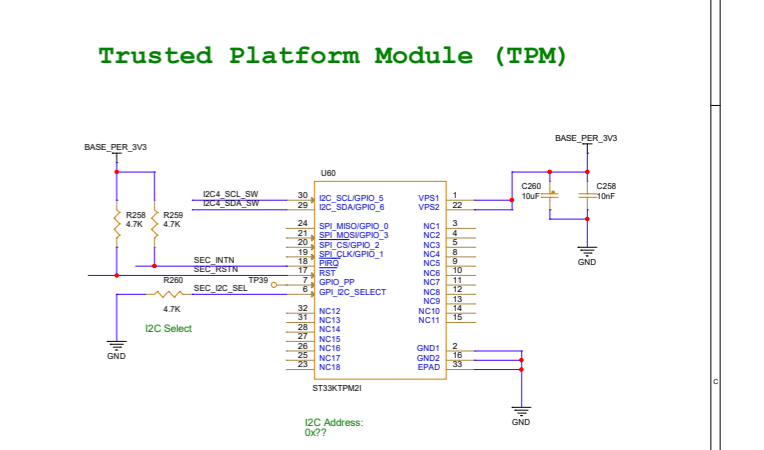 Trusted Platform Module (TPM)
BASE_PER_3V3
BASE_PER_3V3
U60
C260
10uF
C258
10nF
I2C4_SCL_SW
30
I2C_SCL/GPIO_5
VPS1
1
I2C4_SDA_SW
29
I2C_SDA/GPIO_6
VPS2
22
R258
4.7K
R259
4.7K
24
SPI_MISO/GPIO_0
NC1
3
21
SPI_MOSI/GPIO_3
NC2
4
20
SPI_CS/GPIO_2
NC3
5
19
SPI_CLK/GPIO_1
NC4
8
SEC_INTN
18
PIRQ
NC5
9
SEC_RSTN
17
RST
NC6
10
TP39
7
GPIO_PP
NC7
11
R260
4.7K
SEC_I2C_SEL
6
GPI_I2C_SELECT
NC8
12
NC9
13
32
NC12
NC10
14
31
NC13
NC11
15
28
NC14
27
NC15
26
NC16
GND1
2
25
NC17
GND2
16
23
NC18
EPAD
33
I2C Select
GND
GND
GND
ST33KTPM2I
I2C Address:
0x??
C